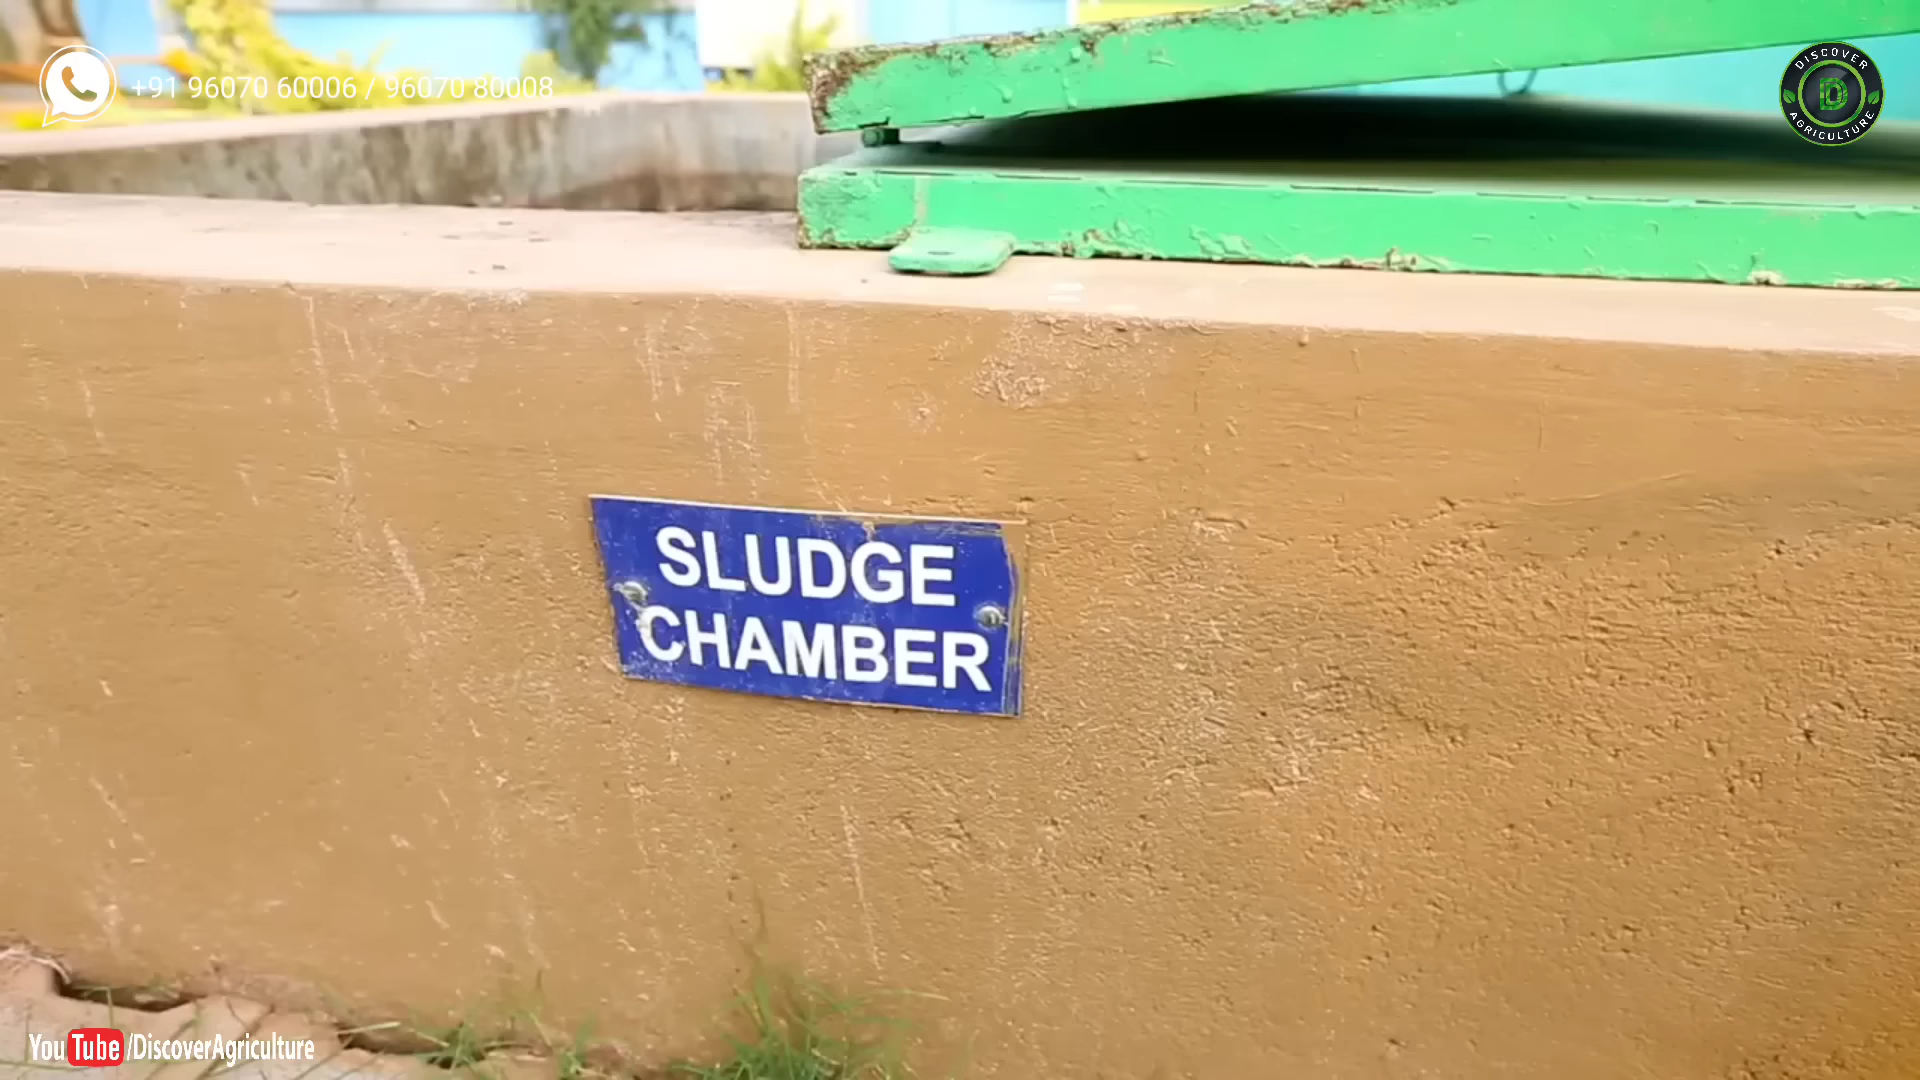 +91 96070 60006 / 96070 80008
DISCOVER
D
AGRICULTURE
SLUDGE
CHAMBER
YouTube/DiscoverAgriculture